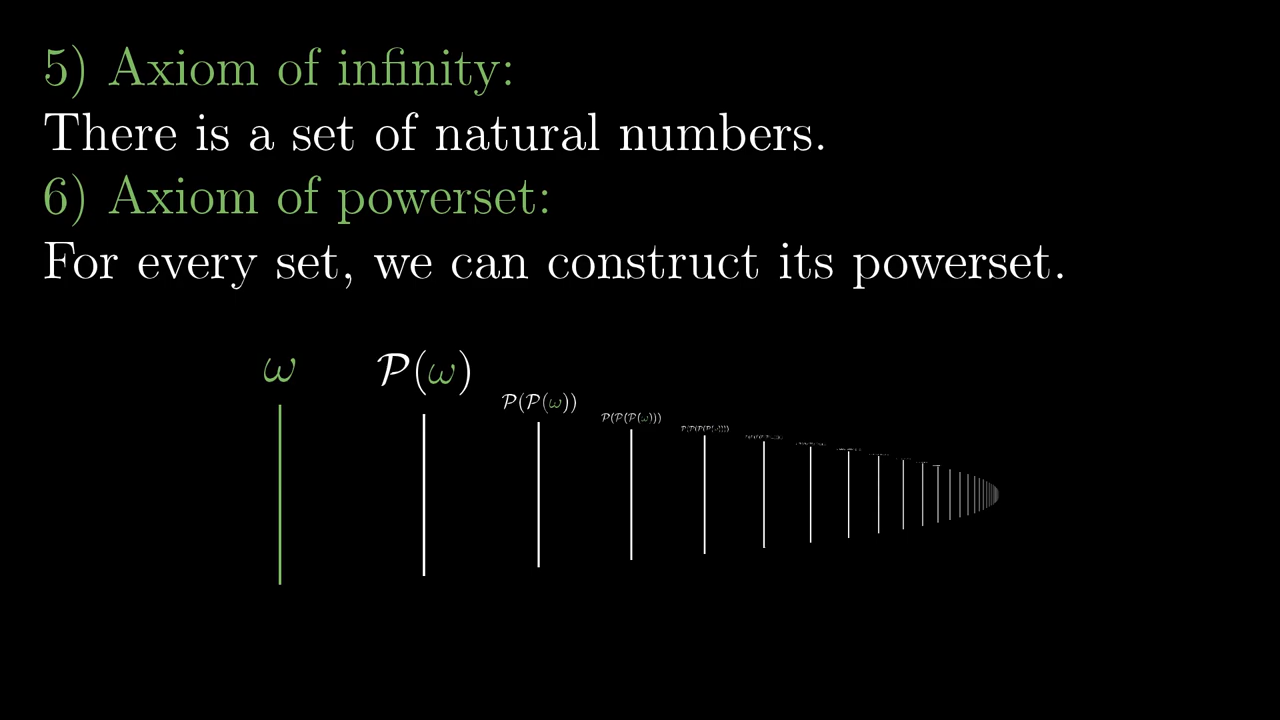 5) Axiom of infinity:
There is a set of natural numbers.
6) Axiom of powerset:
For every set, we can construct its powerset.
ω
𝒫(ω)
𝒫(𝒫(ω))
𝒫(𝒫(𝒫(ω)))
𝒫(𝒫(𝒫(𝒫(ω))))